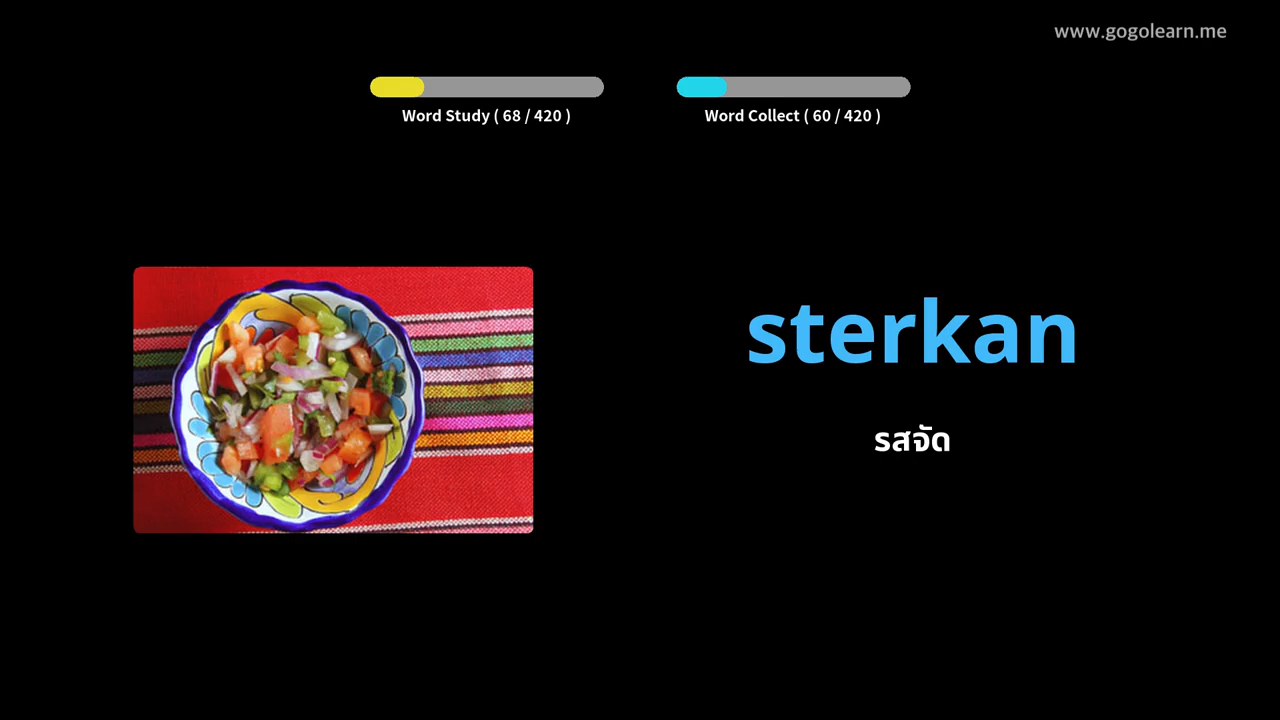 www.gogolearn.me
Word Study ( 68 / 420 )
Word Collect ( 60 / 420 )
sterkan
รสจัด